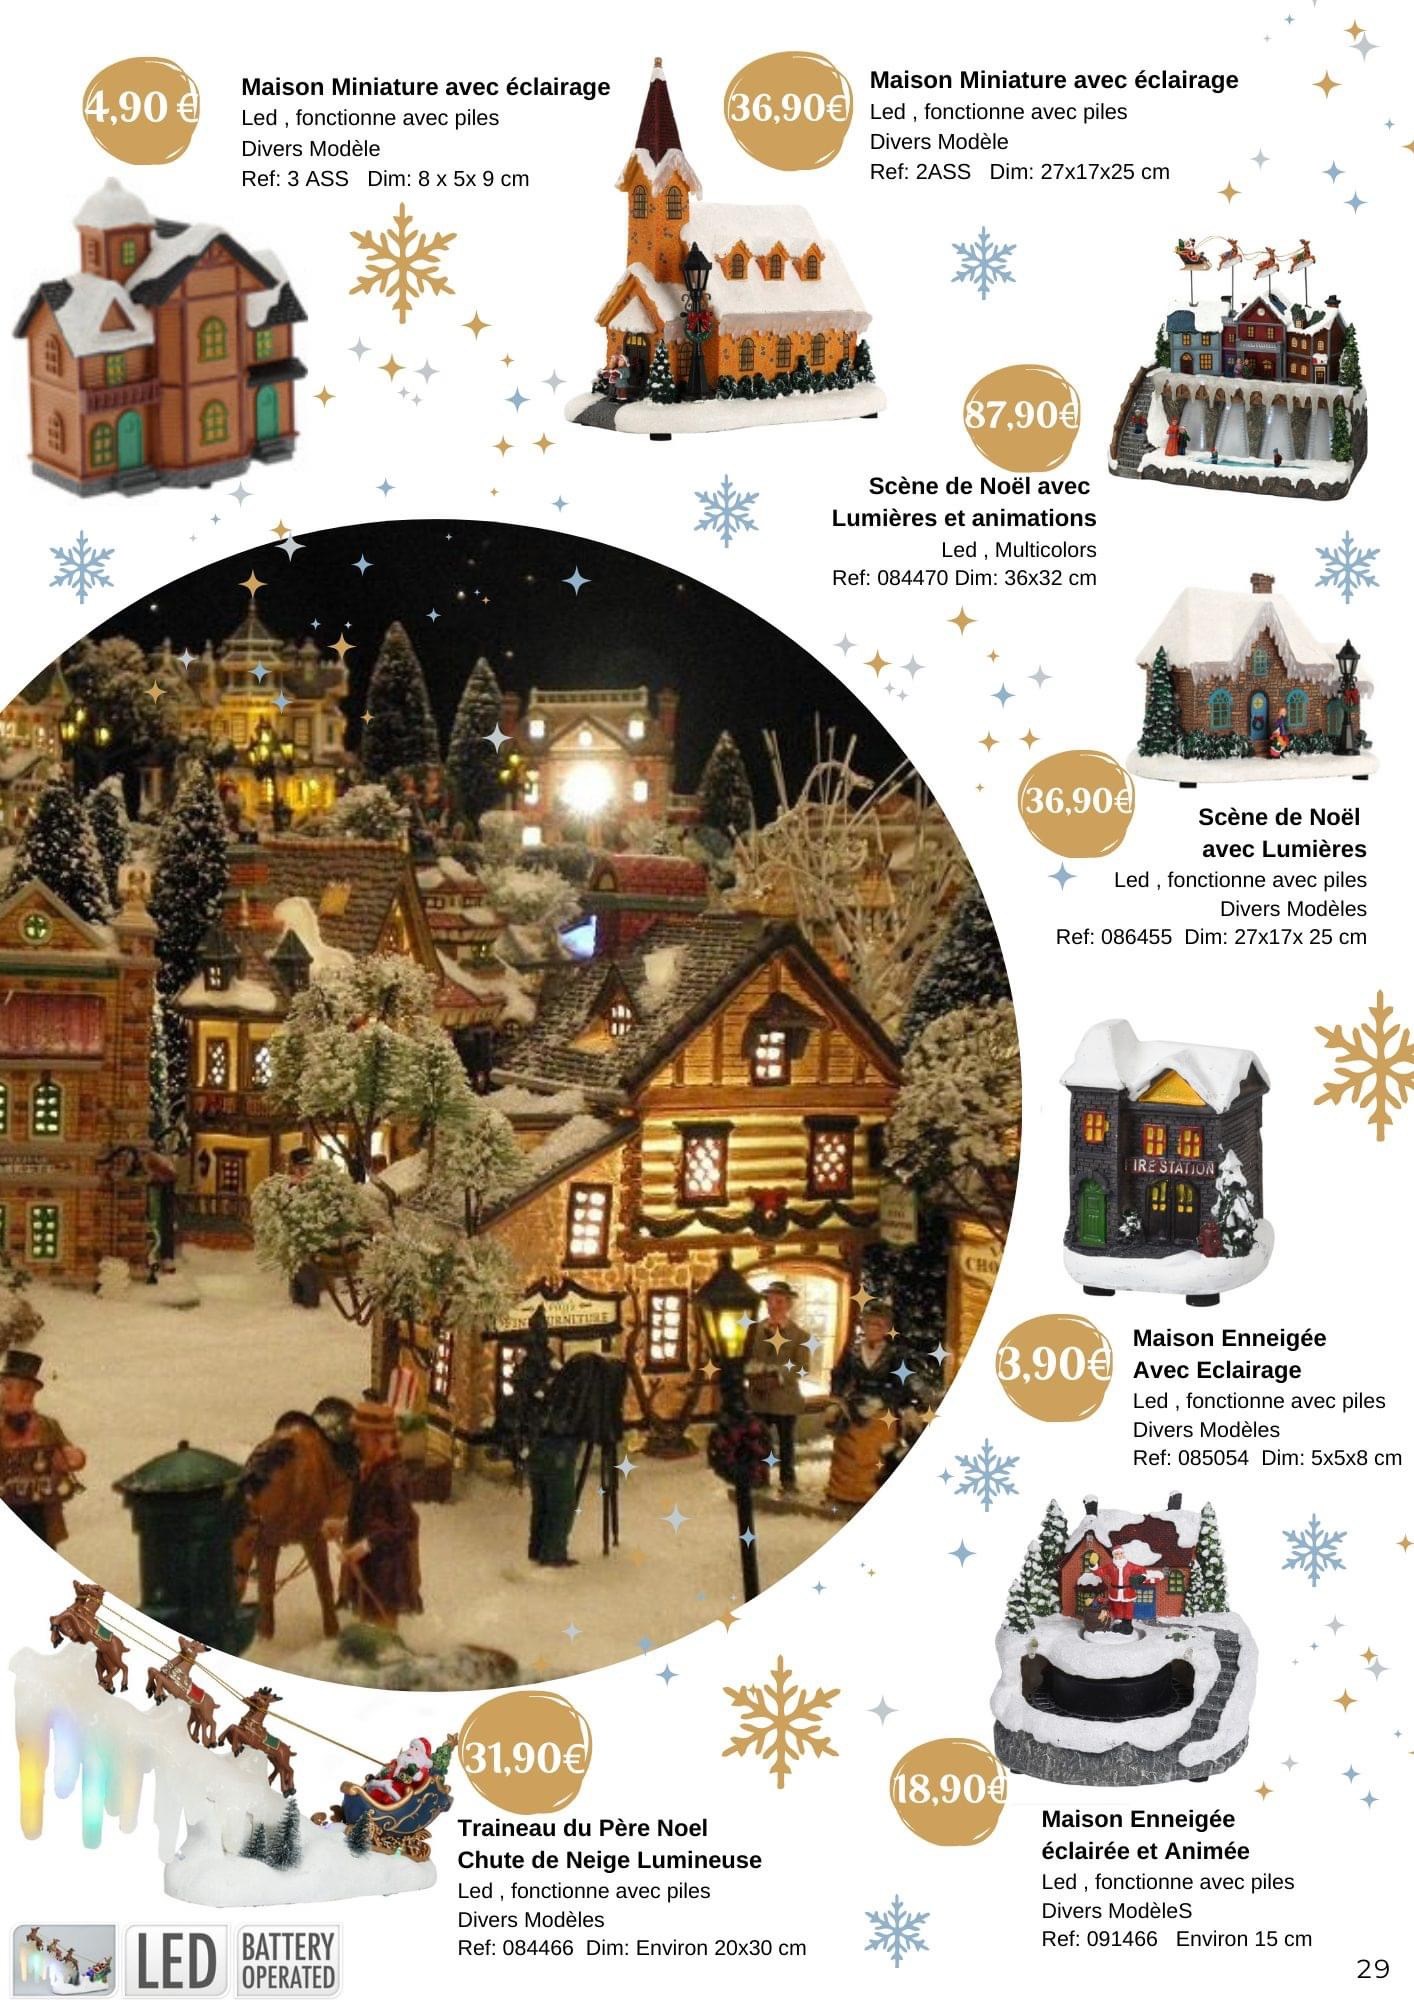 4,90 €
Maison Miniature avec éclairage
Led , fonctionne avec piles
Divers Modèle
Ref: 3 ASS   Dim: 8 x 5x 9 cm
36,90€
Maison Miniature avec éclairage
Led , fonctionne avec piles
Divers Modèle
Ref: 2ASS   Dim: 27x17x25 cm
87,90€
Scène de Noël avec
Lumières et animations
Led , Multicolors
Ref: 084470 Dim: 36x32 cm
36,90€
Scène de Noël
avec Lumières
Led , fonctionne avec piles
Divers Modèles
Ref: 086455  Dim: 27x17x 25 cm
FIRE STATION
3,90€
Maison Enneigée
Avec Eclairage
Led , fonctionne avec piles
Divers Modèles
Ref: 085054  Dim: 5x5x8 cm
31,90€
Traineau du Père Noel
Chute de Neige Lumineuse
Led , fonctionne avec piles
Divers Modèles
Ref: 084466  Dim: Environ 20x30 cm
18,90€
Maison Enneigée
éclairée et Animée
Led , fonctionne avec piles
Divers ModèleS
Ref: 091466   Environ 15 cm
LED
BATTERY
OPERATED
29